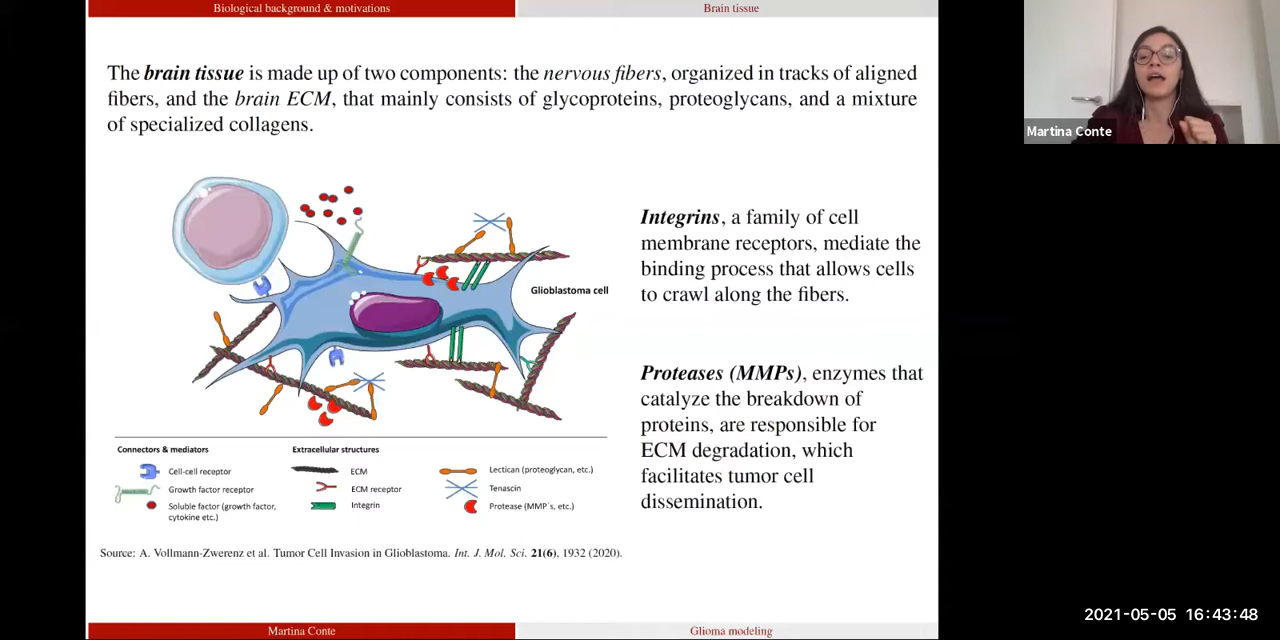 Biological background & motivations
Brain tissue
The brain tissue is made up of two components: the nervous fibers, organized in tracks of aligned
fibers, and the brain ECM, that mainly consists of glycoproteins, proteoglycans, and a mixture
of specialized collagens.
Glioblastoma cell
Integrins, a family of cell
membrane receptors, mediate the
binding process that allows cells
to crawl along the fibers.
Proteases (MMPs), enzymes that
catalyze the breakdown of
proteins, are responsible for
ECM degradation, which
facilitates tumor cell
dissemination.
Connectors & mediators
Cell-cell receptor
Growth factor receptor
Soluble factor (growth factor,
cytokine etc.)
Extracellular structures
ECM
ECM receptor
Integrin
Lectican (proteoglycan, etc.)
Tenascin
Protease (MMP´s, etc.)
Source: A. Vollmann-Zwerenz et al. Tumor Cell Invasion in Glioblastoma. Int. J. Mol. Sci. 21(6), 1932 (2020).
Martina Conte
Glioma modeling
Martina Conte
2021-05-05 16:43:48